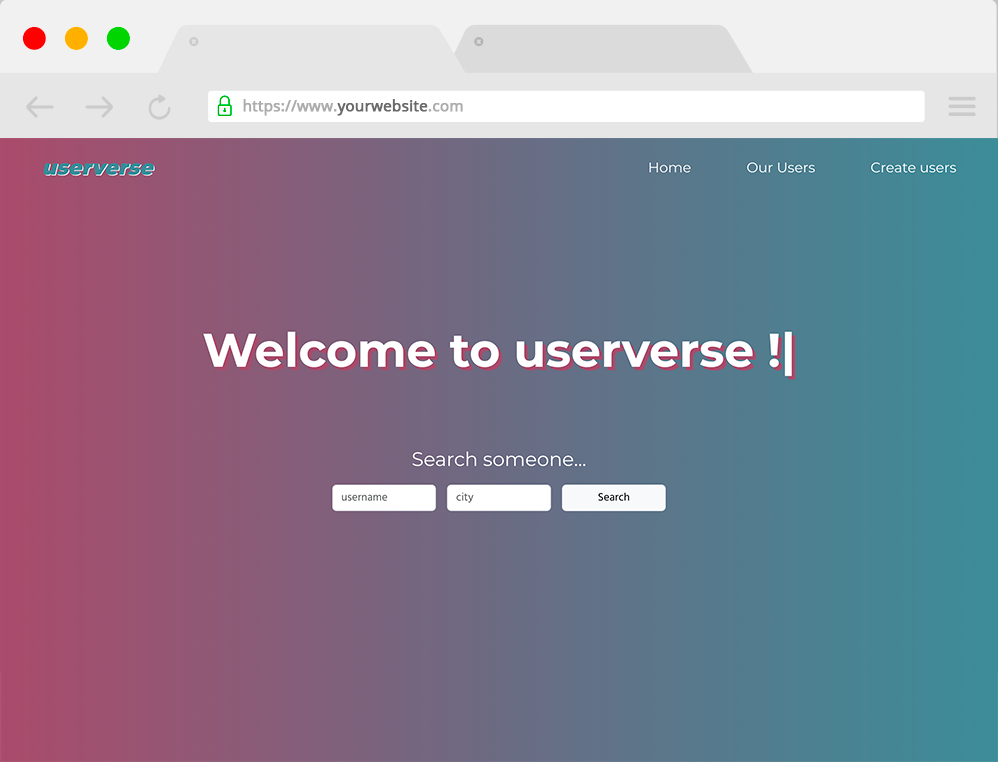 https://www.yourwebsite.com
userverse Home Our Users Create users
Welcome to userverse !|
Search someone...
username city Search